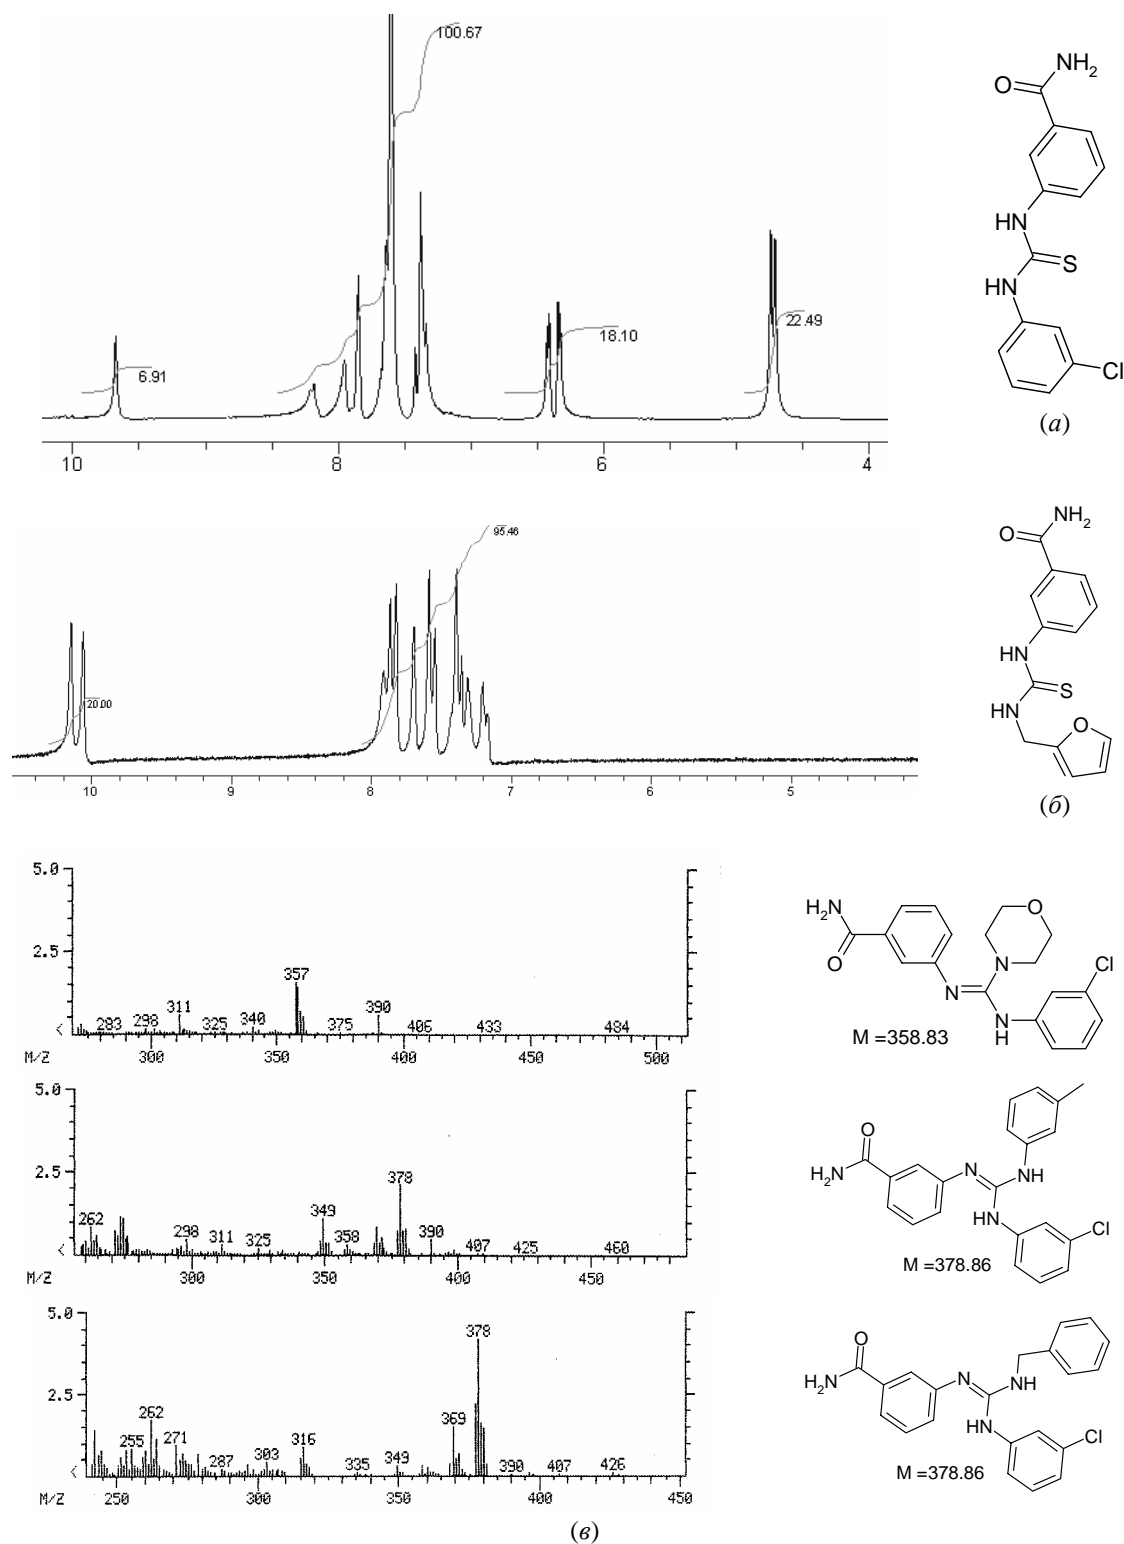 100.67
6.91
18.10
22.49
10 8 6 4
O NH2
HN
S
HN
Cl
(а)
95.46
20.00
10 9 8 7 6 5
O NH2
HN
S
HN
O
(б)
5.0
2.5
283 298 311 325 340 357 375 390 406 433 484
M/Z 300 350 400 450 500
H2N O
O
N
N
Cl
N
H
M =358.83
5.0
2.5
262 298 311 325 349 358 378 390 407 425 460
M/Z 300 350 400 450
O
H2N
N
NH
HN
Cl
M =378.86
5.0
2.5
255 262 271 287 303 316 335 349 369 378 390 407 426
M/Z 250 300 350 400 450
O
H2N
N
NH
HN
Cl
M =378.86
(в)